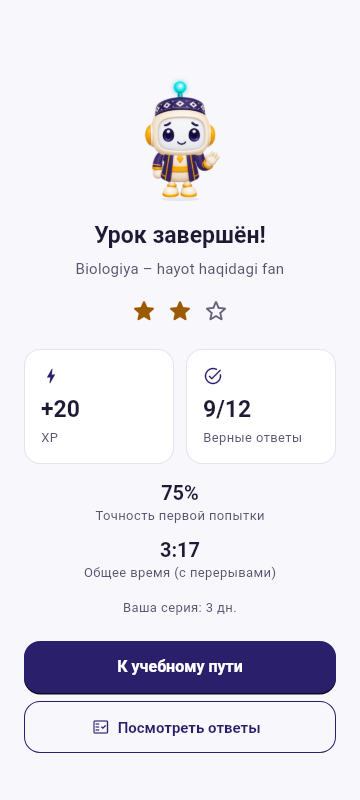 Урок завершён!
Biologiya – hayot haqidagi fan
+20
XP
9/12
Верные ответы
75%
Точность первой попытки
3:17
Общее время (с перерывами)
Ваша серия: 3 дн.
К учебному пути
Посмотреть ответы